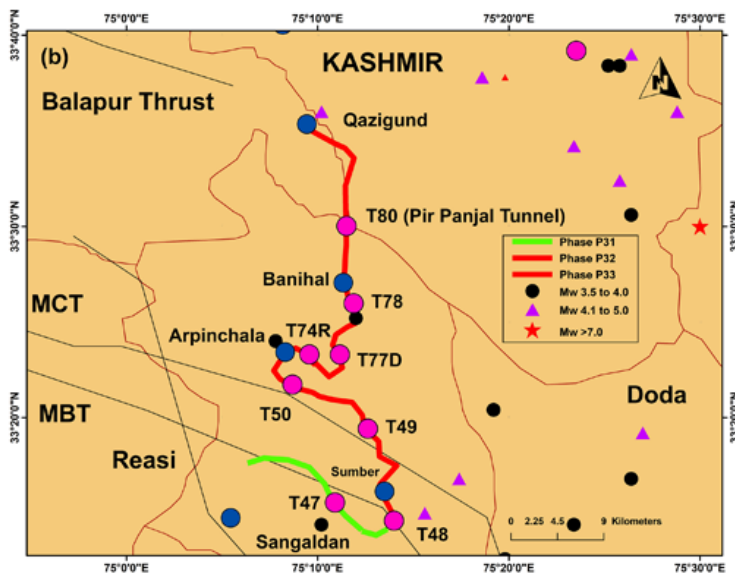 75°0'0"E 75°10'0"E 75°20'0"E 75°30'0"E
33°40'0"N
(b)
KASHMIR
N
Balapur Thrust
Qazigund
T80 (Pir Panjal Tunnel)
33°30'0"N
Phase P31
Phase P32
Phase P33
Mw 3.5 to 4.0
Mw 4.1 to 5.0
Mw >7.0
Banihal
T78
MCT
Arpinchala
T74R
T77D
T50
MBT
Doda
33°20'0"N
T49
Reasi
Sumber
T47
T48
Sangaldan
0 2.25 4.5 9 Kilometers
75°0'0"E 75°10'0"E 75°20'0"E 75°30'0"E